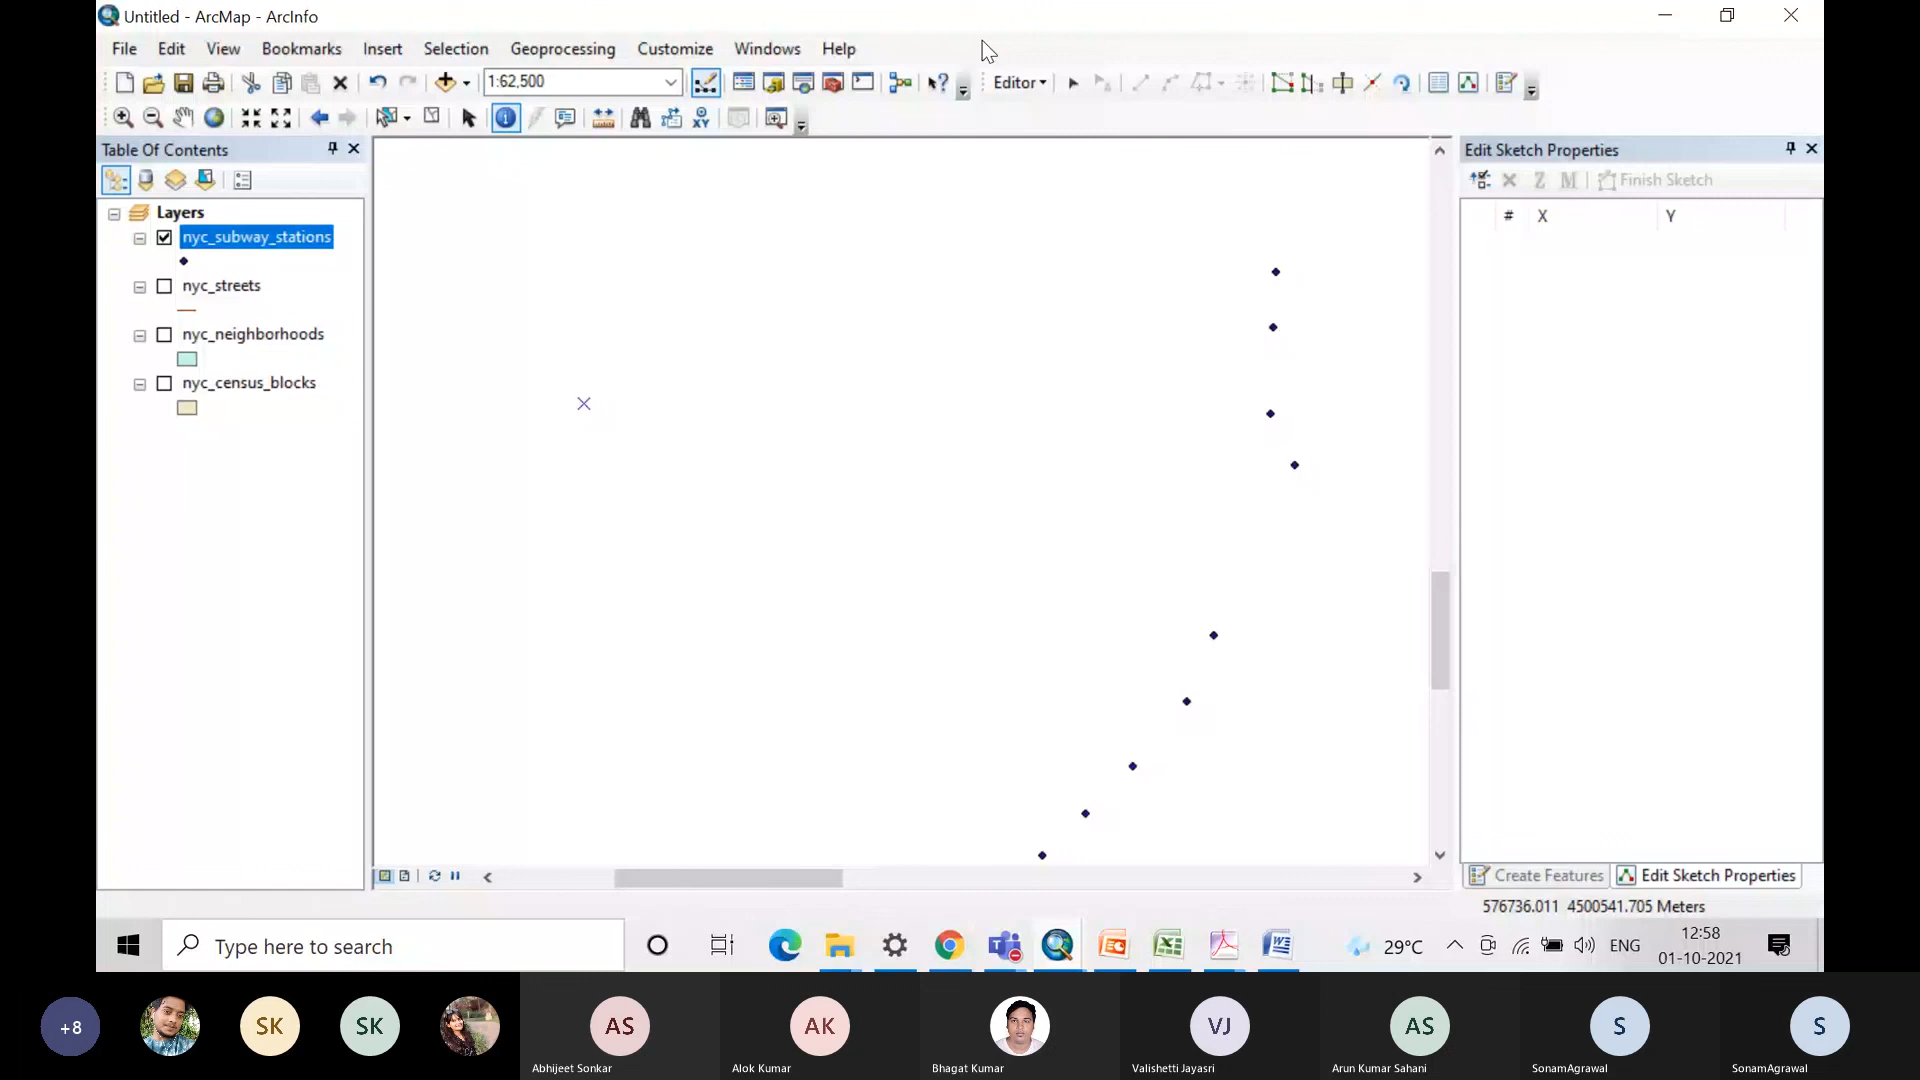 Untitled - ArcMap - ArcInfo
File Edit View Bookmarks Insert Selection Geoprocessing Customize Windows Help
1:62,500
Editor
Table Of Contents
Edit Sketch Properties
Finish Sketch
Layers
nyc_subway_stations
nyc_streets
nyc_neighborhoods
nyc_census_blocks
# X Y
Create Features Edit Sketch Properties
576736.011 4500541.705 Meters
Type here to search
29°C
ENG
12:58
01-10-2021
+8
SK
SK
AS
AK
VJ
AS
S
S
Abhijeet Sonkar
Alok Kumar
Bhagat Kumar
Valishetti Jayasri
Arun Kumar Sahani
SonamAgrawal
SonamAgrawal